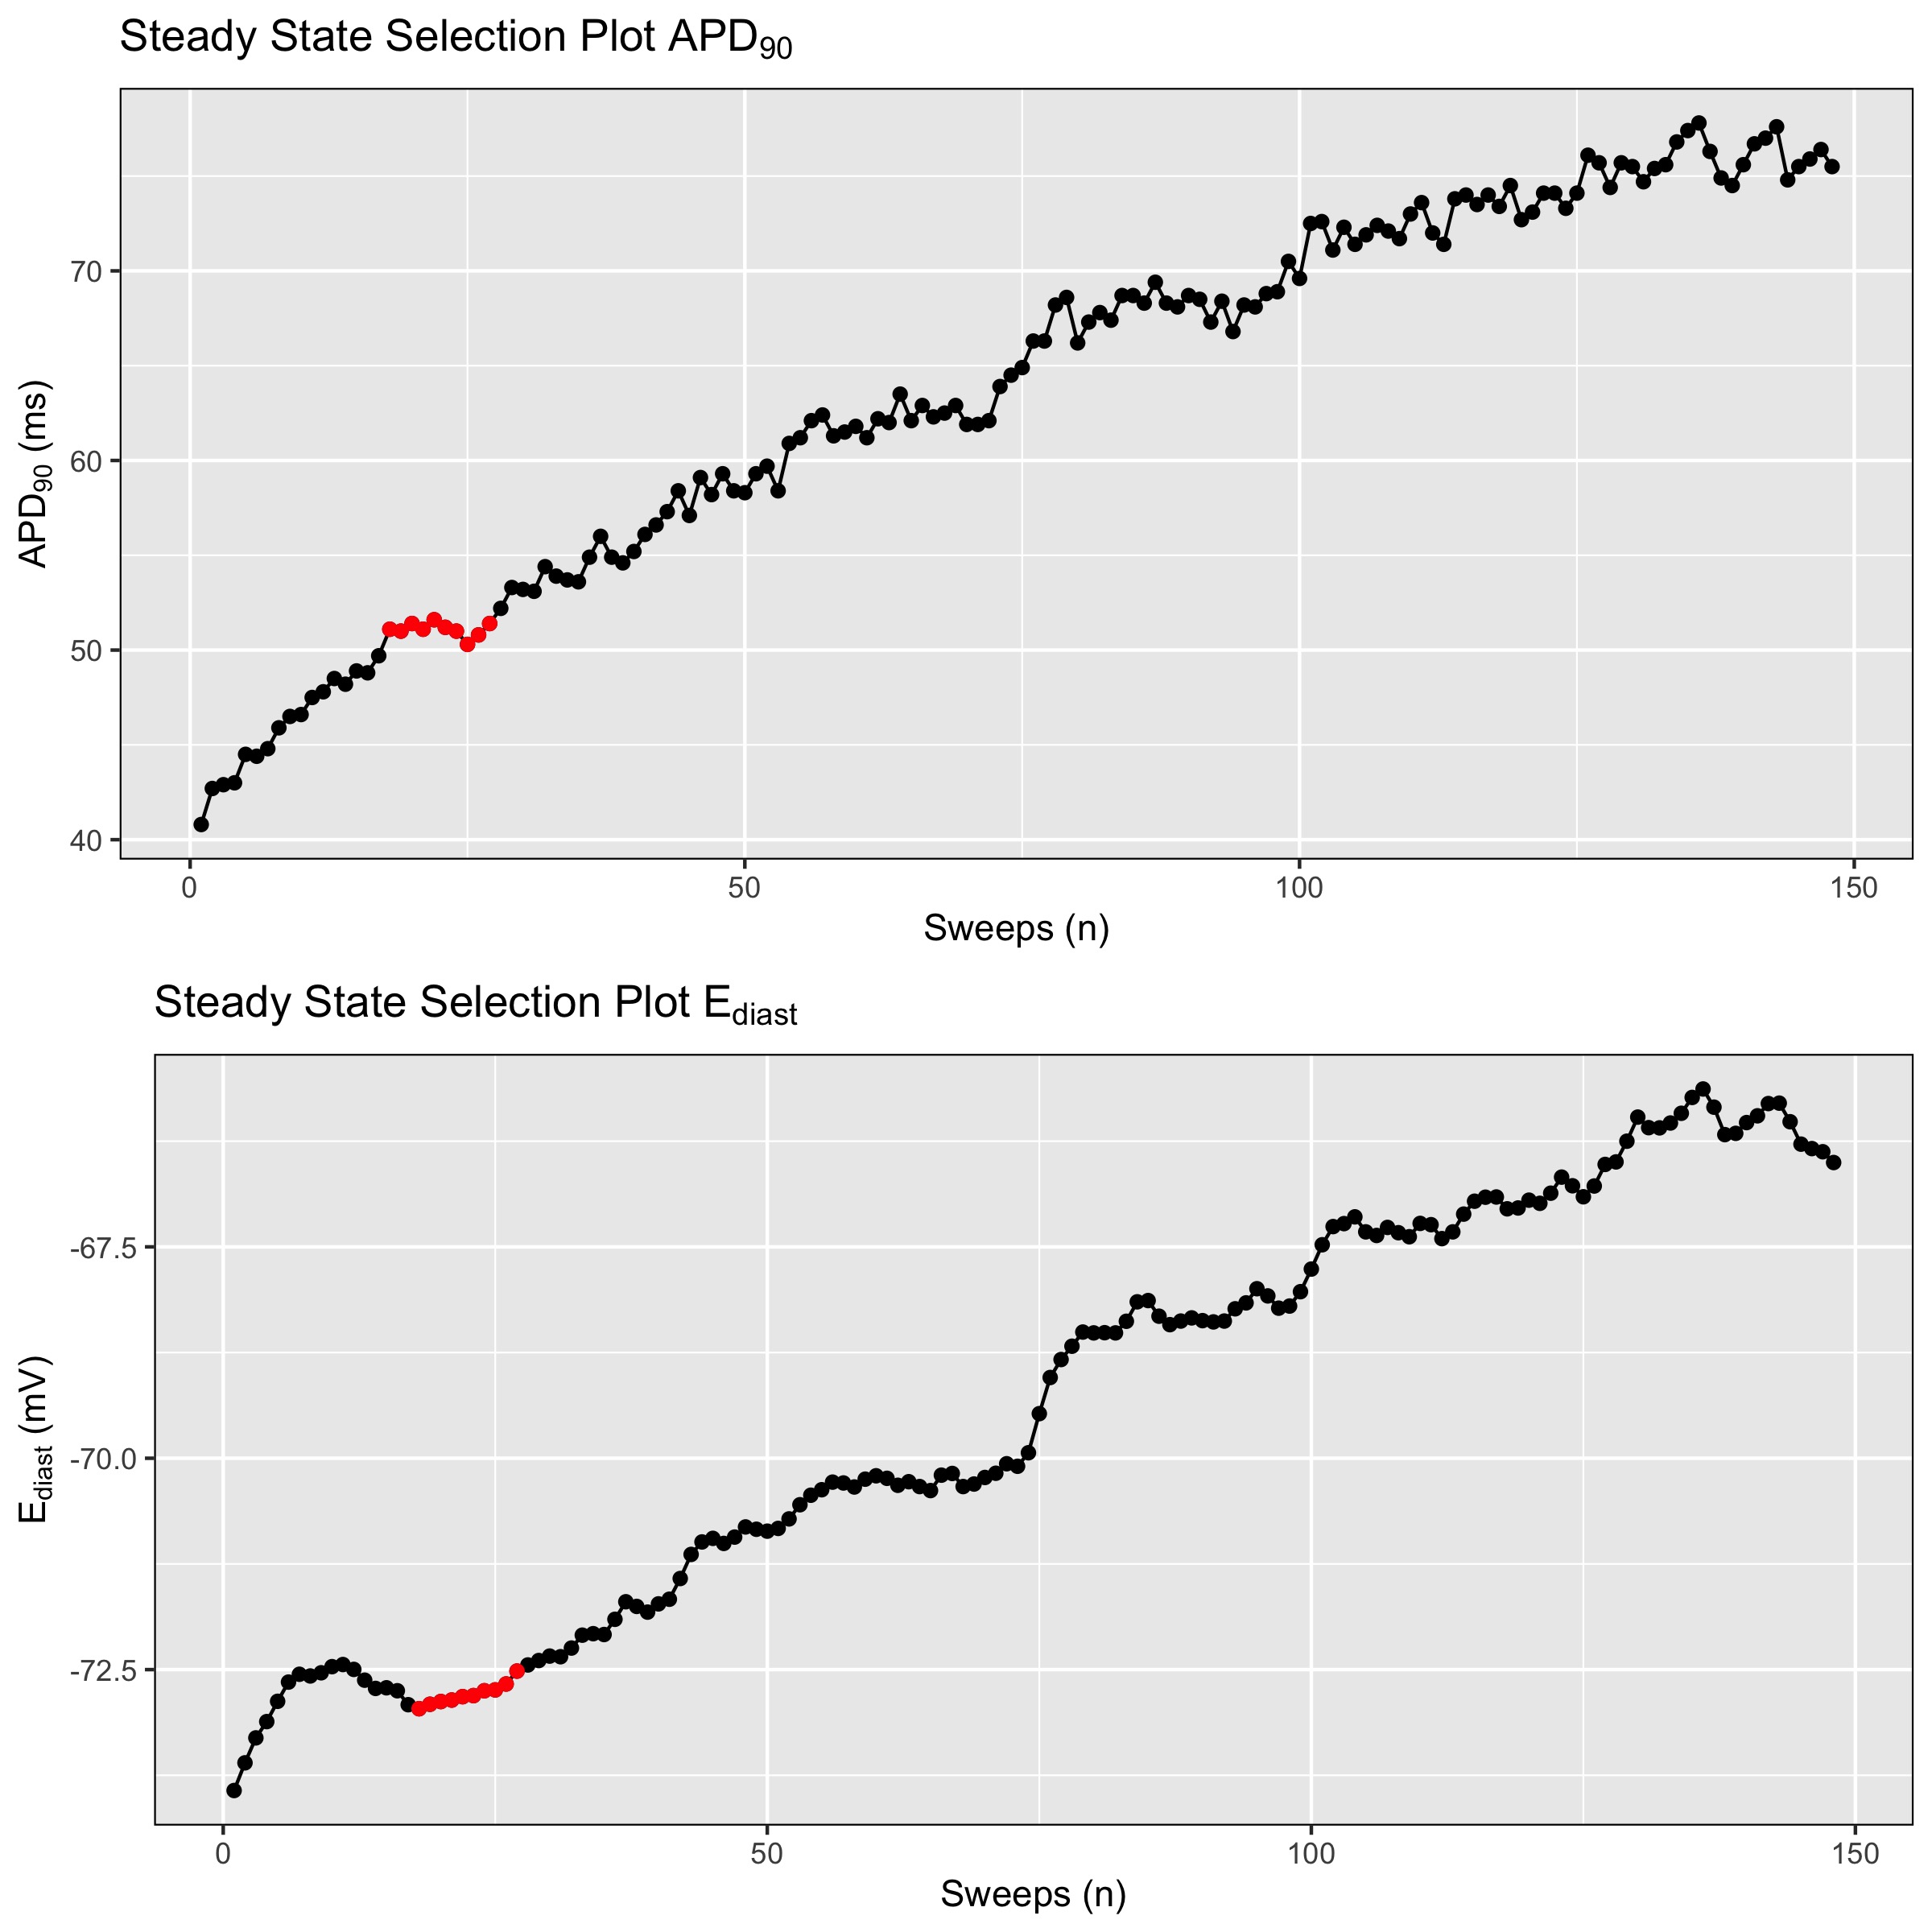 Steady State Selection Plot APD90
APD90 (ms)
70
60
50
40
0 50 100 150
Sweeps (n)
Steady State Selection Plot Ediast
Ediast (mV)
-67.5
-70.0
-72.5
0 50 100 150
Sweeps (n)